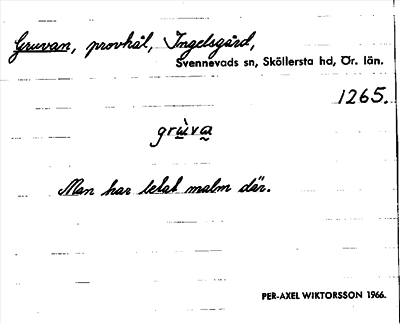 Gruvan, provhål, Ingelsgård,
Svennevads sn, Sköllersta hd, Ör. län.
1265.
grùva
Man har letat malm där.
PER-AXEL WIKTORSSON 1966.